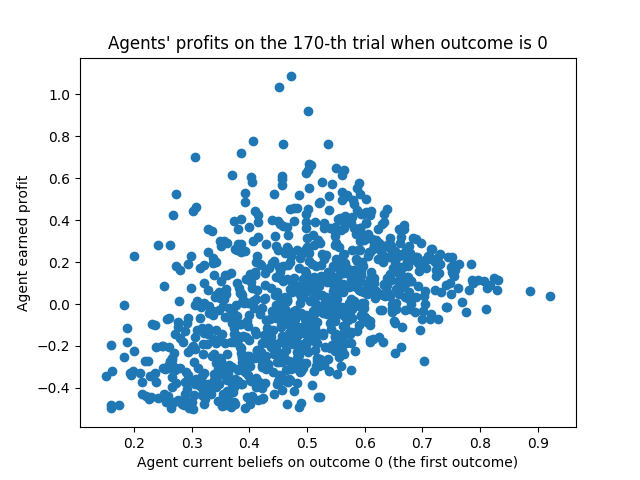 Agents' profits on the 170-th trial when outcome is 0
1.0
0.8
0.6
0.4
0.2
0.0
−0.2
−0.4
Agent earned profit
0.2 0.3 0.4 0.5 0.6 0.7 0.8 0.9
Agent current beliefs on outcome 0 (the first outcome)